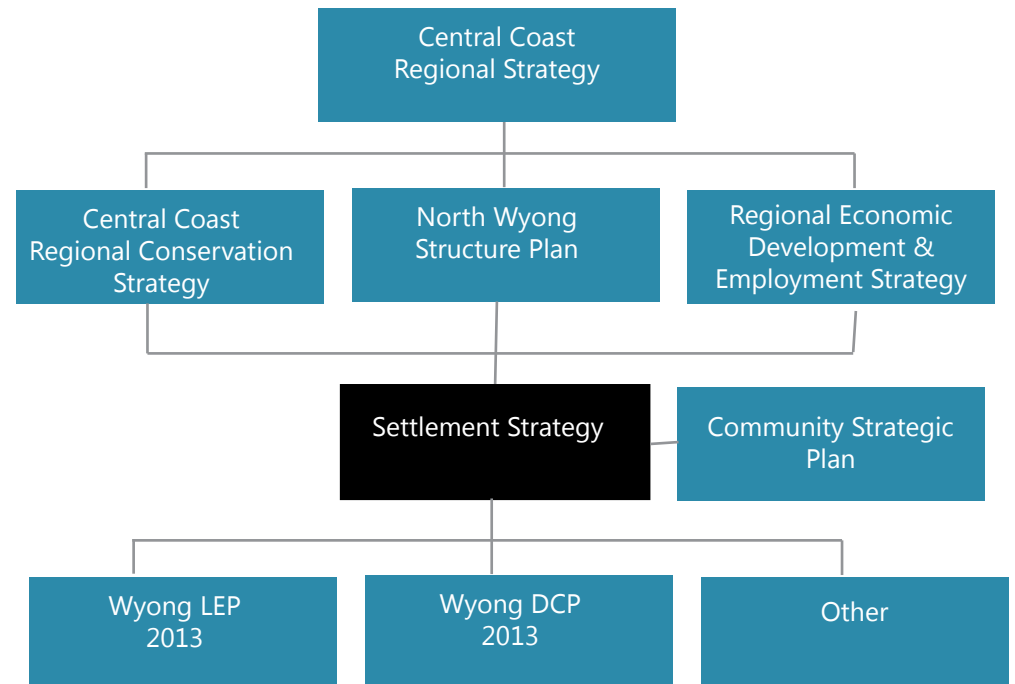 Central Coast
Regional Strategy
Central Coast
Regional Conservation
Strategy
North Wyong
Structure Plan
Regional Economic
Development &
Employment Strategy
Settlement Strategy
Community Strategic
Plan
Wyong LEP
2013
Wyong DCP
2013
Other